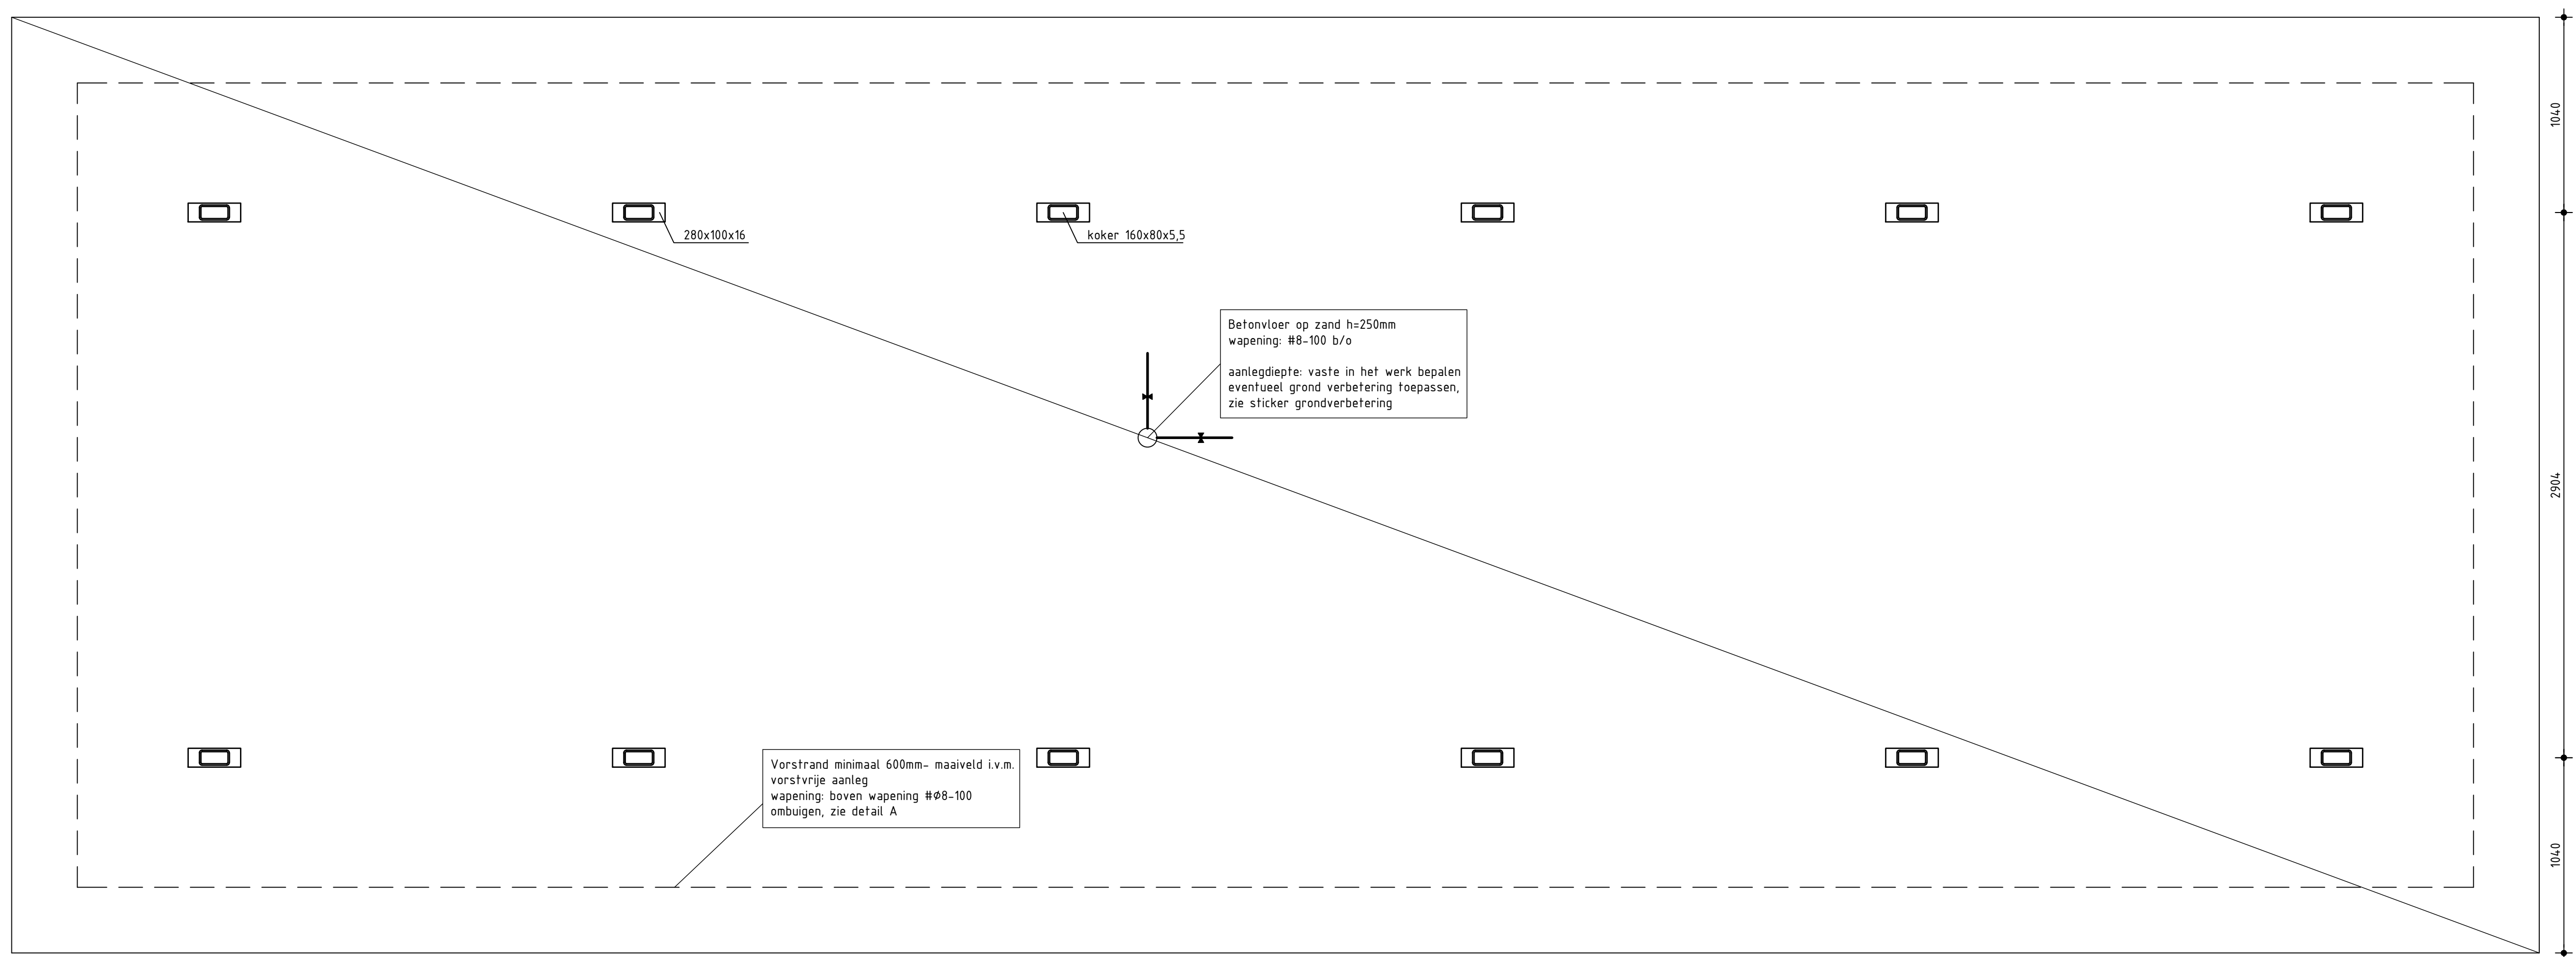 1040
280x100x16
koker 160x80x5,5
Betonvloer op zand h=250mm
wapening: #8-100 b/o
aanlegdiepte: vaste in het werk bepalen
eventueel grond verbetering toepassen,
zie sticker grondverbetering
2904
Vorstrand minimaal 600mm- maaiveld i.v.m.
vorstvrije aanleg
wapening: boven wapening #Ø8-100
ombuigen, zie detail A
1040